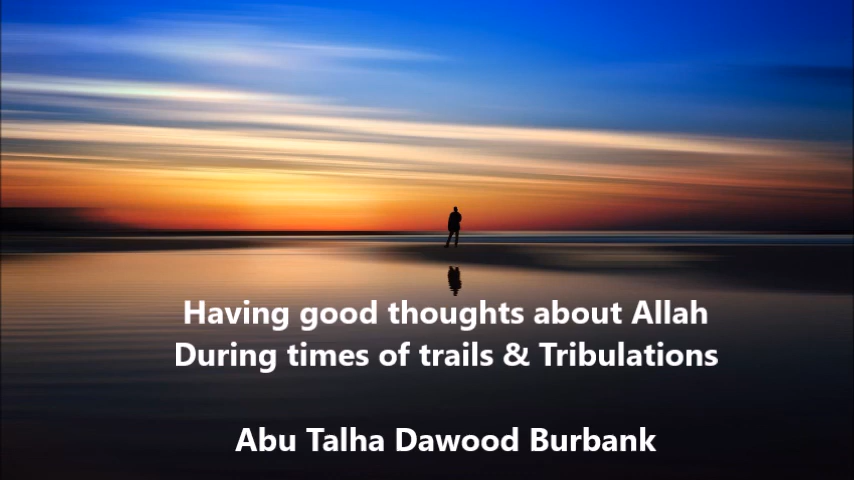 Having good thoughts about Allah
During times of trails & Tribulations
Abu Talha Dawood Burbank